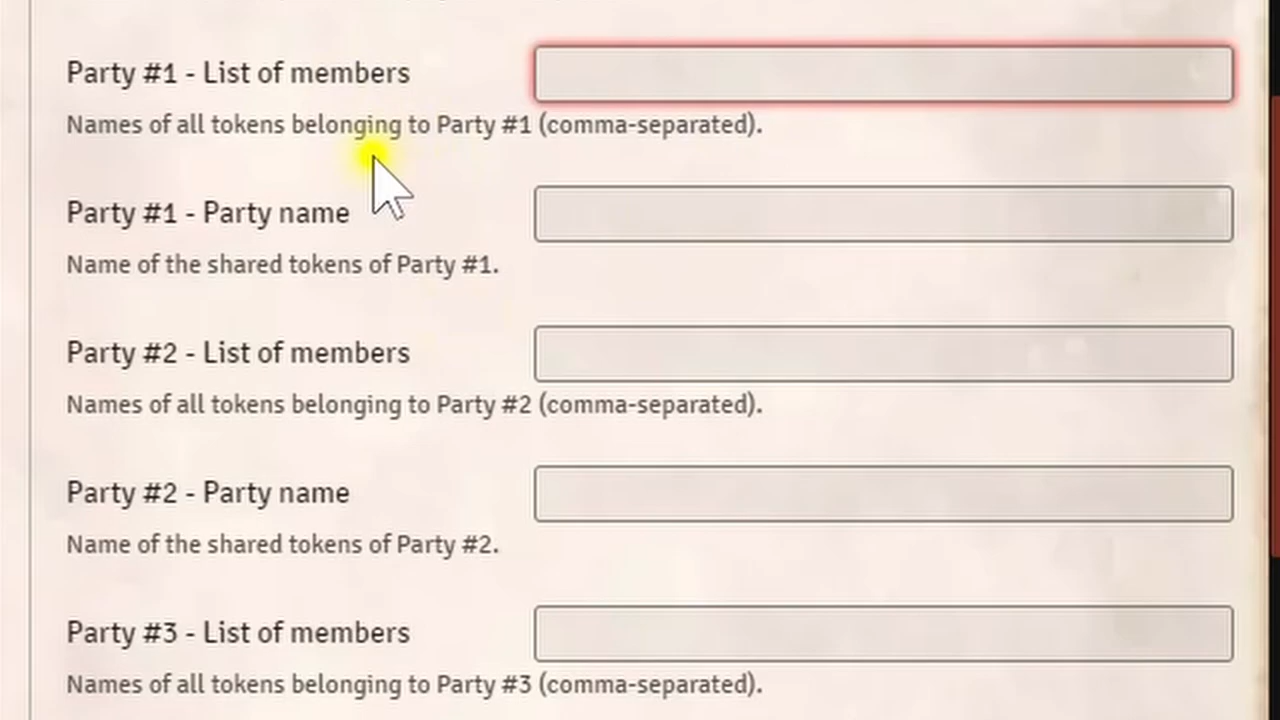 Party #1 - List of members
Names of all tokens belonging to Party #1 (comma-separated).
Party #1 - Party name
Name of the shared tokens of Party #1.
Party #2 - List of members
Names of all tokens belonging to Party #2 (comma-separated).
Party #2 - Party name
Name of the shared tokens of Party #2.
Party #3 - List of members
Names of all tokens belonging to Party #3 (comma-separated).